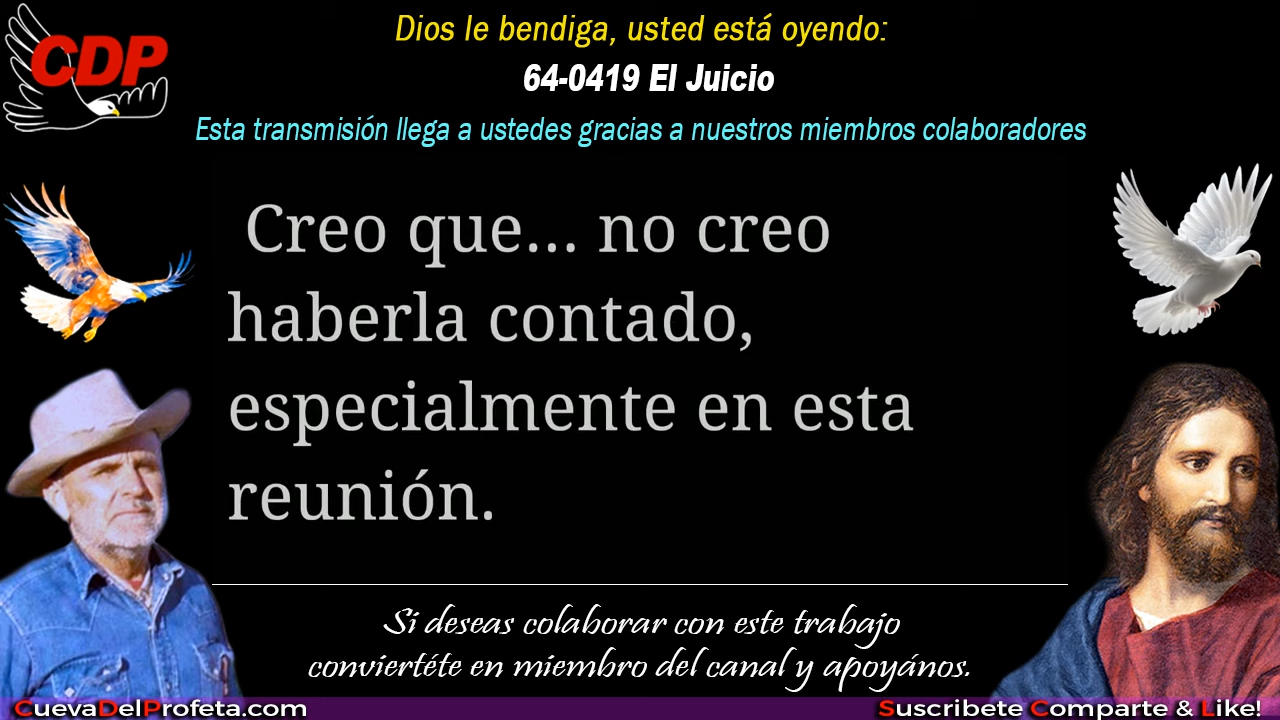 CDP
Dios le bendiga, usted está oyendo:
64-0419 El Juicio
Esta transmisión llega a ustedes gracias a nuestros miembros colaboradores
Creo que... no creo
haberla contado,
especialmente en esta
reunión.
Si deseas colaborar con este trabajo
conviertéte en miembro del canal y apoyános.
CuevaDelProfeta.com
Suscribete Comparte & Like!